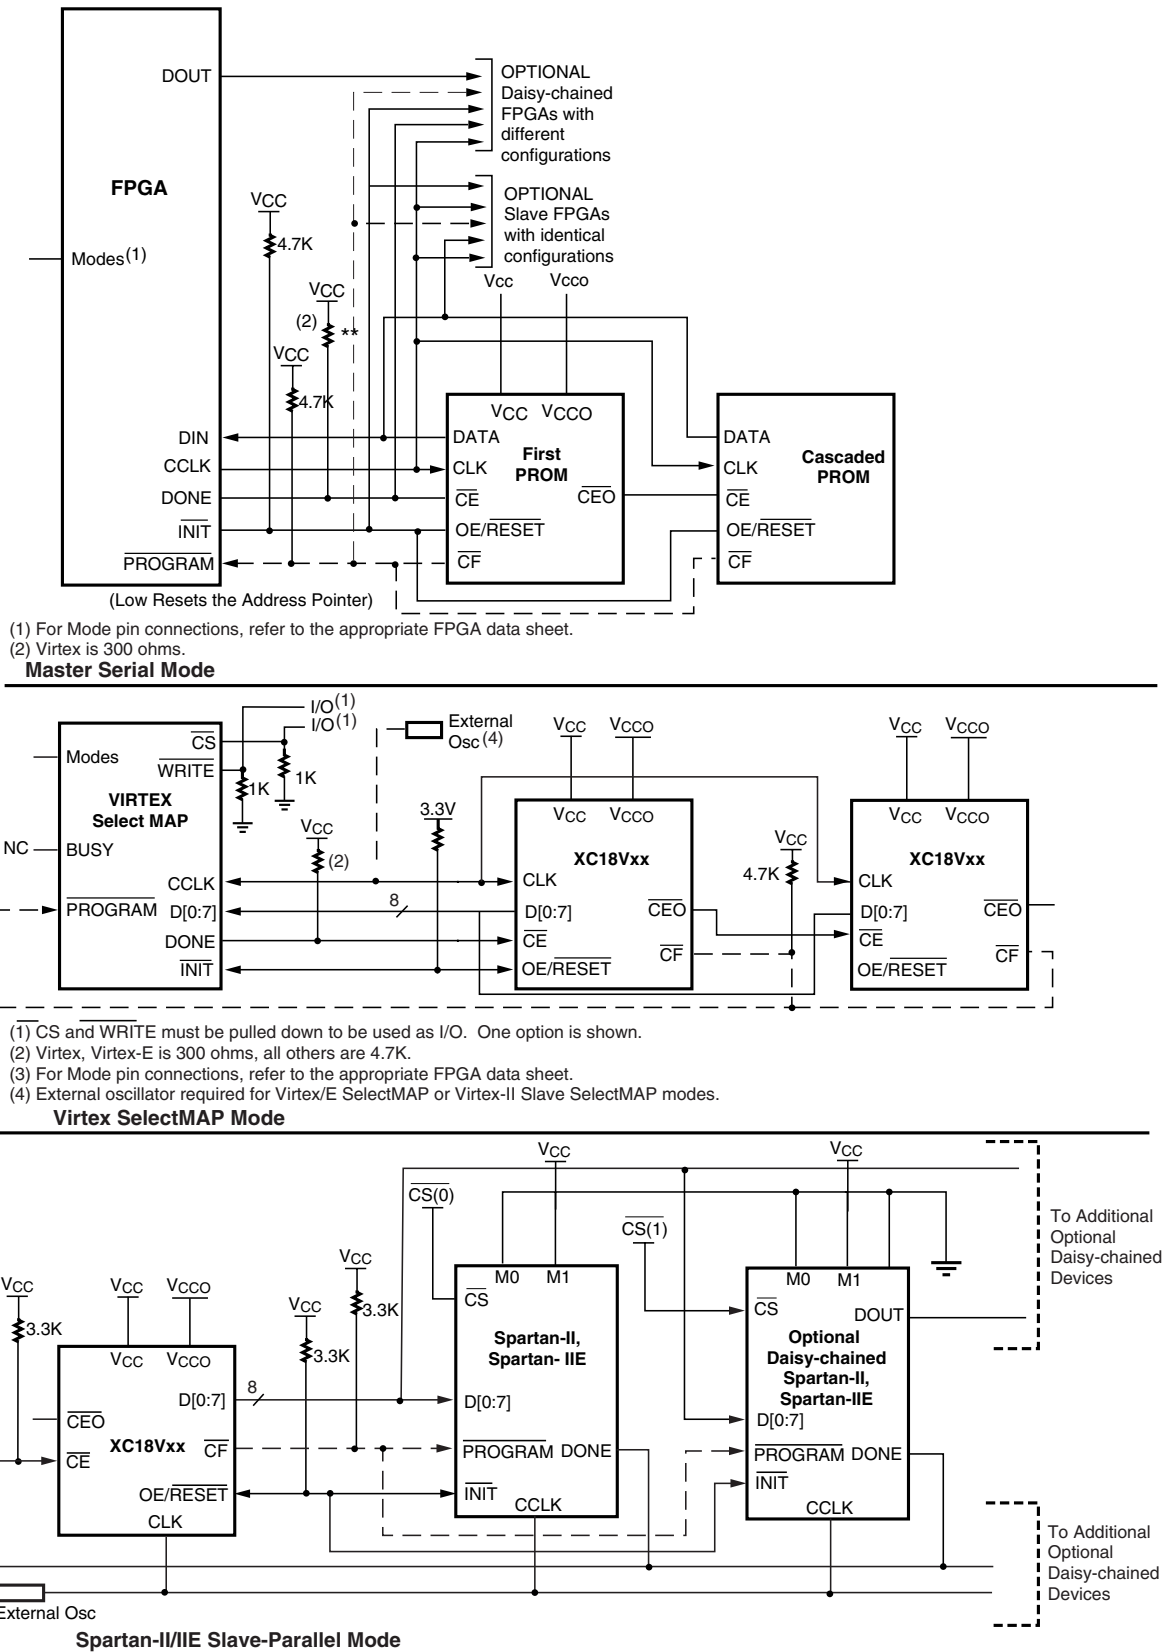 DOUT
OPTIONAL
Daisy-chained
FPGAs with
different
configurations
FPGA
VCC
4.7K
OPTIONAL
Slave FPGAs
with identical
configurations
Modes(1)
Vcc
Vcco
VCC
(2)
**
VCC
4.7K
VCC VCCO
DIN
DATA
First
PROM
DATA
Cascaded
PROM
CCLK
CLK
CLK
DONE
CE
CEO
CE
INIT
OE/RESET
OE/RESET
PROGRAM
CF
CF
(Low Resets the Address Pointer)
(1) For Mode pin connections, refer to the appropriate FPGA data sheet.
(2) Virtex is 300 ohms.
Master Serial Mode
I/O(1)
I/O(1)
CS
Modes
WRITE
1K
1K
VIRTEX
Select MAP
External
Osc(4)
VCC VCCO
VCC VCCO
3.3V
VCC
(2)
VCC VCCO
VCC VCCO
NC
BUSY
XC18Vxx
VCC
4.7K
XC18Vxx
CCLK
CLK
CLK
PROGRAM
D[0:7]
8
D[0:7]
CEO
D[0:7]
CEO
DONE
CE
CE
CF
CF
INIT
OE/RESET
OE/RESET
(1) CS and WRITE must be pulled down to be used as I/O. One option is shown.
(2) Virtex, Virtex-E is 300 ohms, all others are 4.7K.
(3) For Mode pin connections, refer to the appropriate FPGA data sheet.
(4) External oscillator required for Virtex/E SelectMAP or Virtex-II Slave SelectMAP modes.
Virtex SelectMAP Mode
VCC
VCC
CS(0)
CS(1)
To Additional
Optional
Daisy-chained
Devices
VCC
3.3K
VCC VCCO
VCC
3.3K
VCC
3.3K
M0 M1
CS
M0 M1
CS
DOUT
Spartan-II,
Spartan- IIE
Optional
Daisy-chained
Spartan-II,
Spartan-IIE
VCC VCCO
D[0:7]
8
D[0:7]
D[0:7]
CEO
XC18Vxx
CF
PROGRAM DONE
PROGRAM DONE
CE
OE/RESET
INIT
INIT
CLK
CCLK
CCLK
To Additional
Optional
Daisy-chained
Devices
External Osc
Spartan-II/IIE Slave-Parallel Mode